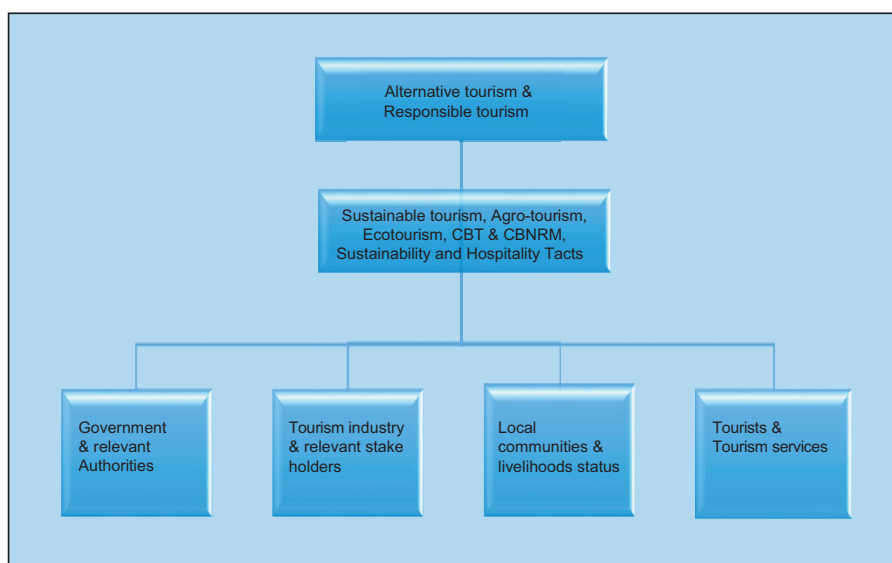 Alternative tourism &
Responsible tourism
Sustainable tourism, Agro-tourism,
Ecotourism, CBT & CBNRM,
Sustainability and Hospitality Tacts
Government
& relevant
Authorities
Tourism industry
& relevant stake
holders
Local
communities &
livelihoods status
Tourists &
Tourism services